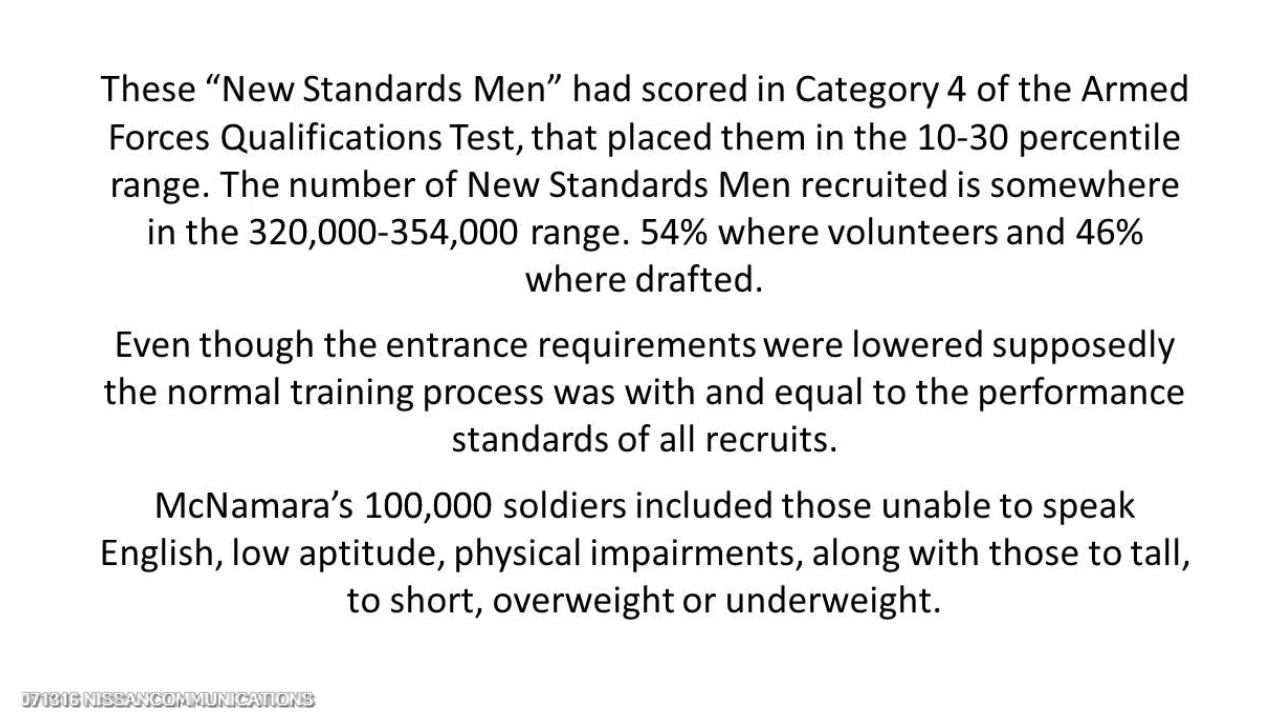 These “New Standards Men” had scored in Category 4 of the Armed
Forces Qualifications Test, that placed them in the 10-30 percentile
range. The number of New Standards Men recruited is somewhere
in the 320,000-354,000 range. 54% where volunteers and 46%
where drafted.
Even though the entrance requirements were lowered supposedly
the normal training process was with and equal to the performance
standards of all recruits.
McNamara’s 100,000 soldiers included those unable to speak
English, low aptitude, physical impairments, along with those to tall,
to short, overweight or underweight.
071316 NISSANCOMMUNICATIONS